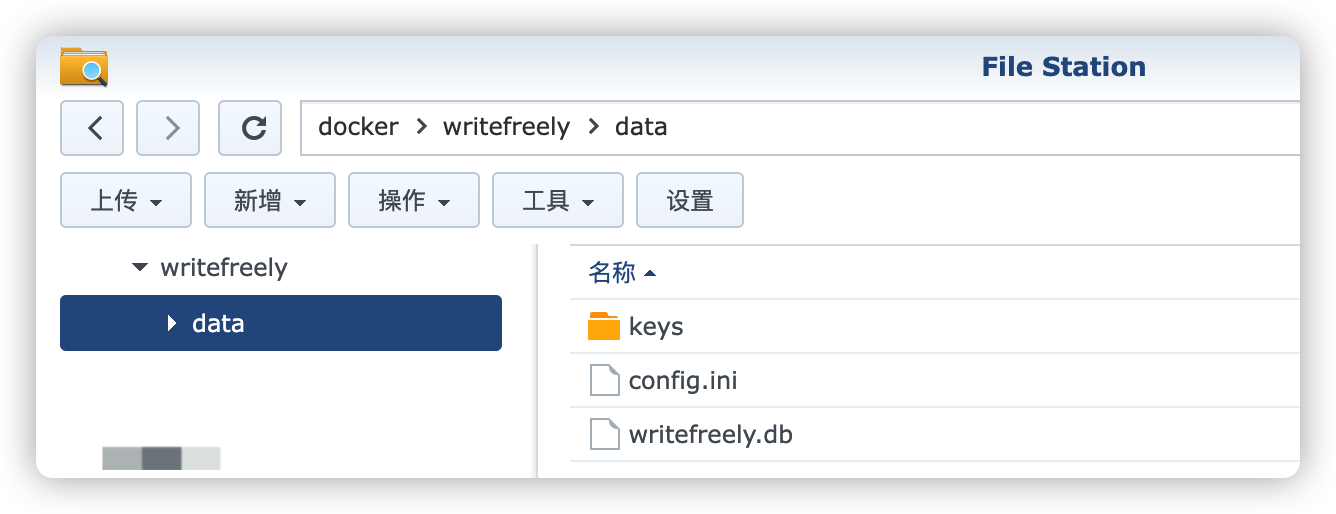 File Station
docker > writefreely > data
上传 新增 操作 工具 设置
writefreely
data
名称
keys
config.ini
writefreely.db